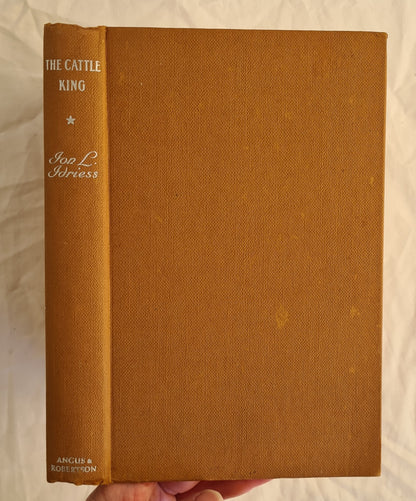 THE CATTLE
KING
*
Ion L.
Idriess
ANGUS &
ROBERTSON